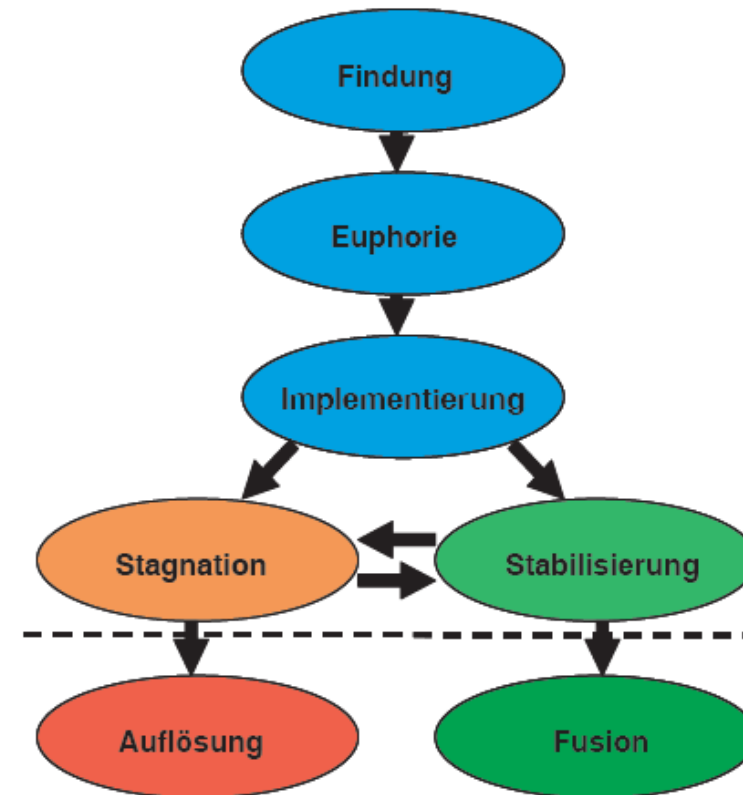 Findung
Euphorie
Implementierung
Stagnation
Stabilisierung
Auflösung
Fusion